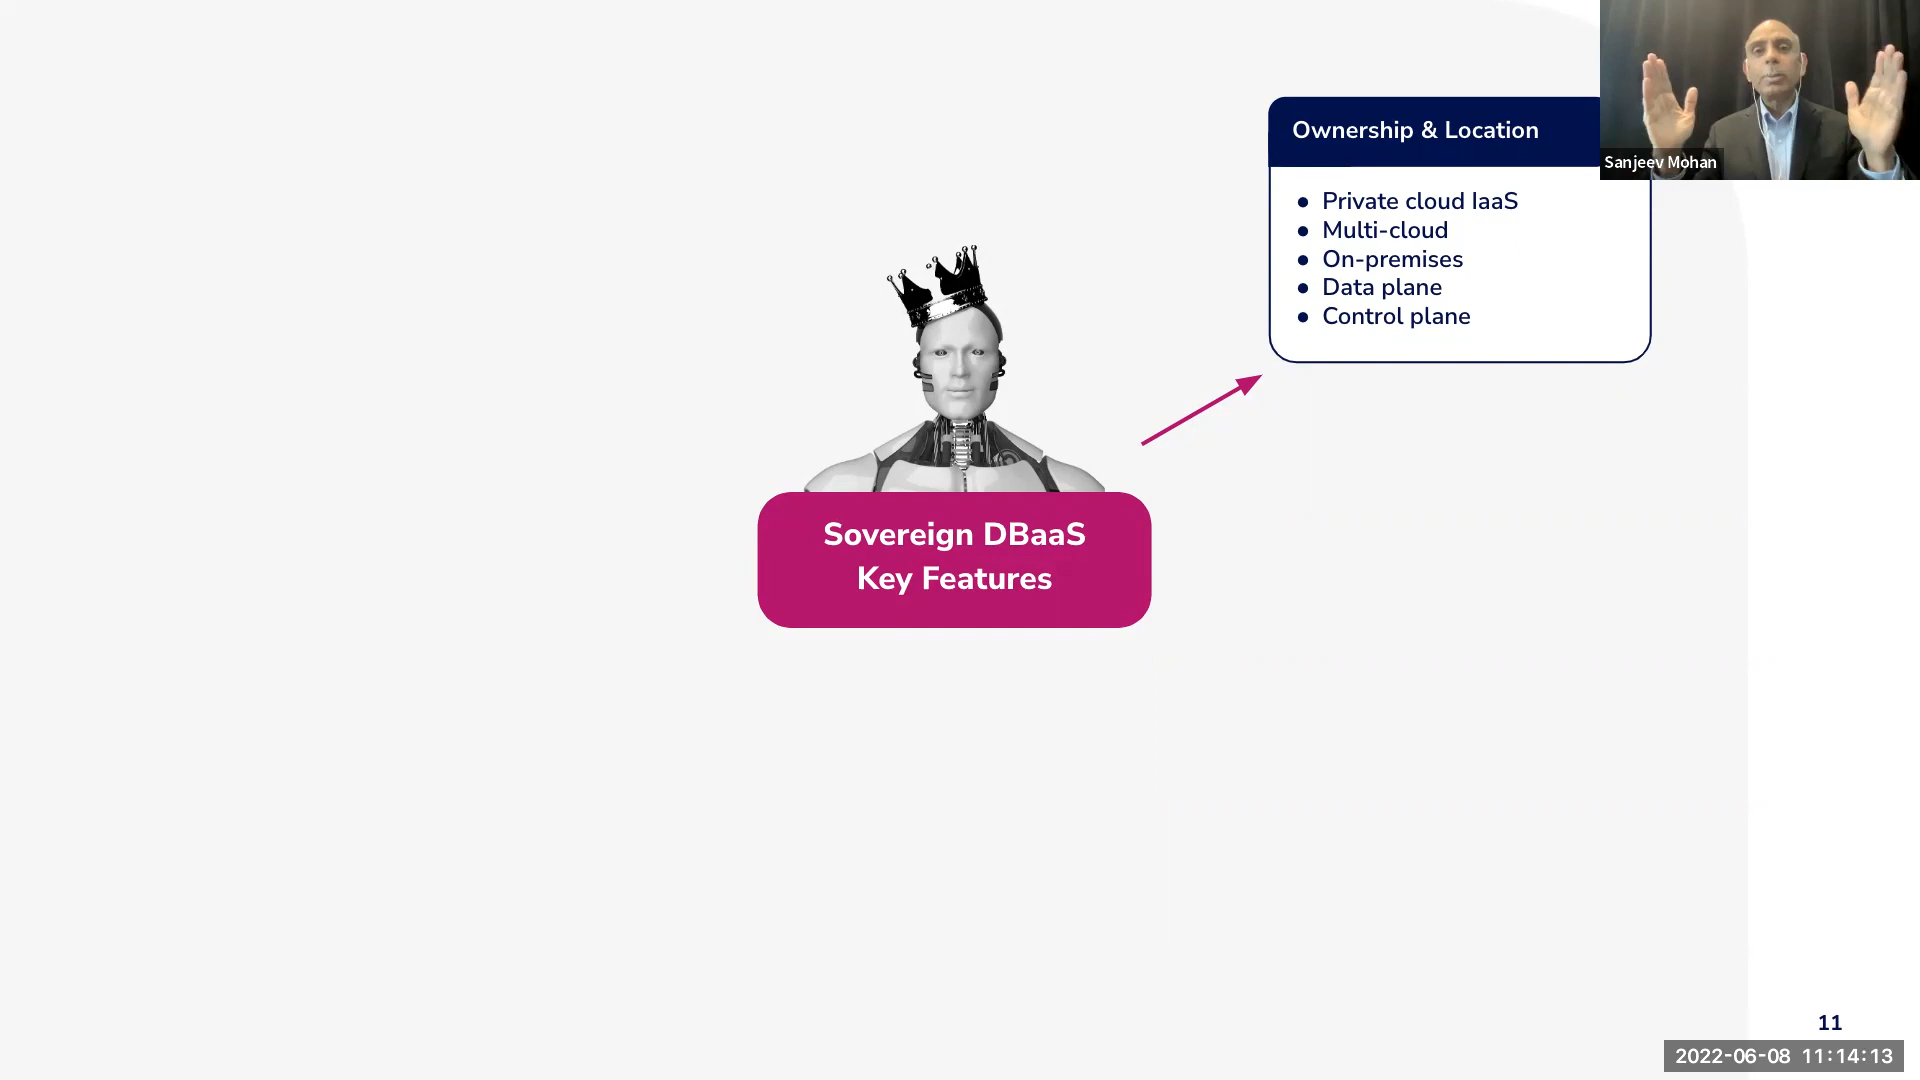 Ownership & Location
Sanjeev Mohan
● Private cloud IaaS
● Multi-cloud
● On-premises
● Data plane
● Control plane
Sovereign DBaaS
Key Features
11
2022-06-08 11:14:13